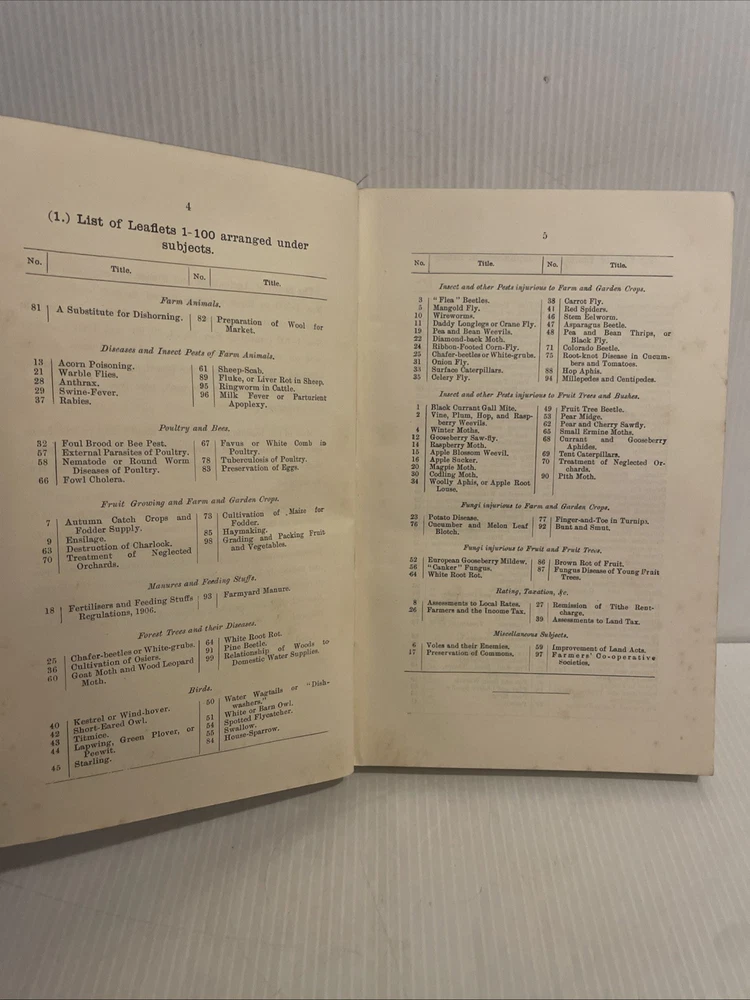 4
(1.) List of Leaflets 1-100 arranged under
subjects.
No. Title. No. Title.
Farm Animals.
81 A Substitute for Dishorning.
82 Preparation of Wool for
Market.
Diseases and Insect Pests of Farm Animals.
13 Acorn Poisoning.
21 Warble Flies.
28 Anthrax.
29 Swine-Fever.
37 Rabies.
61 Sheep-Scab.
89 Fluke, or Liver Rot in Sheep.
95 Ringworm in Cattle.
96 Milk Fever or Parturient
Apoplexy.
Poultry and Bees.
32 Foul Brood or Bee Pest.
57 External Parasites of Poultry.
58 Nematode or Round Worm
Diseases of Poultry.
66 Fowl Cholera.
67 Favus or White Comb in
Poultry.
78 Tuberculosis of Poultry.
83 Preservation of Eggs.
Fruit Growing and Farm and Garden Crops.
7 Autumn Catch Crops and
Fodder Supply.
9 Ensilage.
63 Destruction of Charlock.
70 Treatment of Neglected
Orchards.
73 Cultivation of Maize for
Fodder.
85 Haymaking.
98 Grading and Packing Fruit
and Vegetables.
Manures and Feeding Stuffs.
18 Fertilisers and Feeding Stuffs
Regulations, 1906.
93 Farmyard Manure.
Forest Trees and their Diseases.
25 Chafer-beetles or White-grubs.
36 Cultivation of Osiers.
60 Goat Moth and Wood Leopard
Moth.
64 White Root Rot.
91 Pine Beetle.
99 Relationship of Woods to
Domestic Water Supplies.
Birds.
40 Kestrel or Wind-hover.
42 Short-Eared Owl.
43 Titmice.
44 Lapwing, Green Plover, or
Peewit.
45 Starling.
50 Water Wagtails or "Dish-
washers."
51 White or Barn Owl.
54 Spotted Flycatcher.
55 Swallow.
84 House-Sparrow.
5
No. Title. No. Title.
Insect and other Pests injurious to Farm and Garden Crops.
3 "Flea" Beetles.
5 Mangold Fly.
10 Wireworms.
11 Daddy Longlegs or Crane Fly.
19 Pea and Bean Weevils.
22 Diamond-back Moth.
24 Ribbon-Footed Corn-Fly.
25 Chafer-beetles or White-grubs.
31 Onion Fly.
33 Surface Caterpillars.
35 Celery Fly.
38 Carrot Fly.
41 Red Spiders.
46 Stem Eelworm.
47 Asparagus Beetle.
48 Pea and Bean Thrips, or
Black Fly.
71 Colorado Beetle.
75 Root-knot Disease in Cucum-
bers and Tomatoes.
88 Hop Aphis.
94 Millepedes and Centipedes.
Insect and other Pests injurious to Fruit Trees and Bushes.
1 Black Currant Gall Mite.
2 Vine, Plum, Hop, and Rasp-
berry Weevils.
4 Winter Moths.
12 Gooseberry Saw-fly.
14 Raspberry Moth.
15 Apple Blossom Weevil.
16 Apple Sucker.
20 Magpie Moth.
30 Codling Moth.
34 Woolly Aphis, or Apple Root
Louse.
49 Fruit Tree Beetle.
53 Pear Midge.
62 Pear and Cherry Sawfly.
65 Small Ermine Moths.
68 Currant and Gooseberry
Aphides.
69 Tent Caterpillars.
70 Treatment of Neglected Or-
chards.
90 Pith Moth.
Fungi injurious to Farm and Garden Crops.
23 Potato Disease.
76 Cucumber and Melon Leaf
Blotch.
77 Finger-and-Toe in Turnips.
92 Bunt and Smut.
Fungi injurious to Fruit and Fruit Trees.
52 European Gooseberry Mildew.
56 "Canker" Fungus.
64 White Root Rot.
86 Brown Rot of Fruit.
87 Fungus Disease of Young Fruit
Trees.
Rating, Taxation, &c.
8 Assessments to Local Rates.
26 Farmers and the Income Tax.
27 Remission of Tithe Rent-
charge.
39 Assessments to Land Tax.
Miscellaneous Subjects.
6 Voles and their Enemies.
17 Preservation of Commons.
59 Improvement of Land Acts.
97 Farmers' Co-operative
Societies.